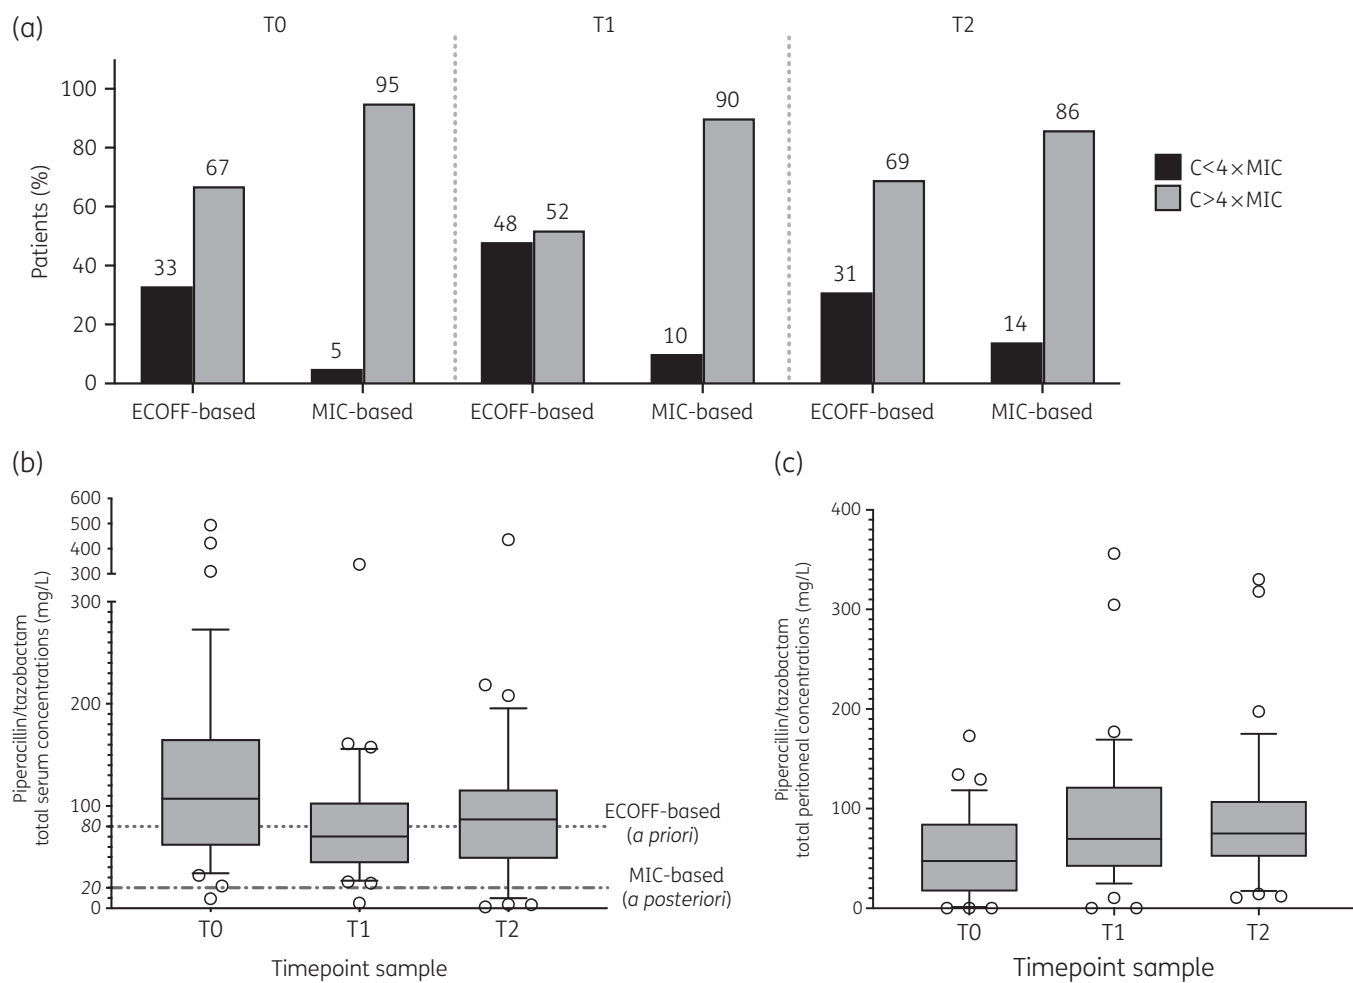 (a)
T0
T1
T2
Patients (%)
100
80
60
40
20
0
33
67
5
95
48
52
10
90
31
69
14
86
ECOFF-based
MIC-based
ECOFF-based
MIC-based
ECOFF-based
MIC-based
C<4×MIC
C>4×MIC
(b)
Piperacillin/tazobactam
total serum concentrations (mg/L)
600
500
400
300
300
200
100
80
20
0
ECOFF-based
(a priori)
MIC-based
(a posteriori)
T0
T1
T2
Timepoint sample
(c)
Piperacillin/tazobactam
total peritoneal concentrations (mg/L)
400
300
200
100
0
T0
T1
T2
Timepoint sample